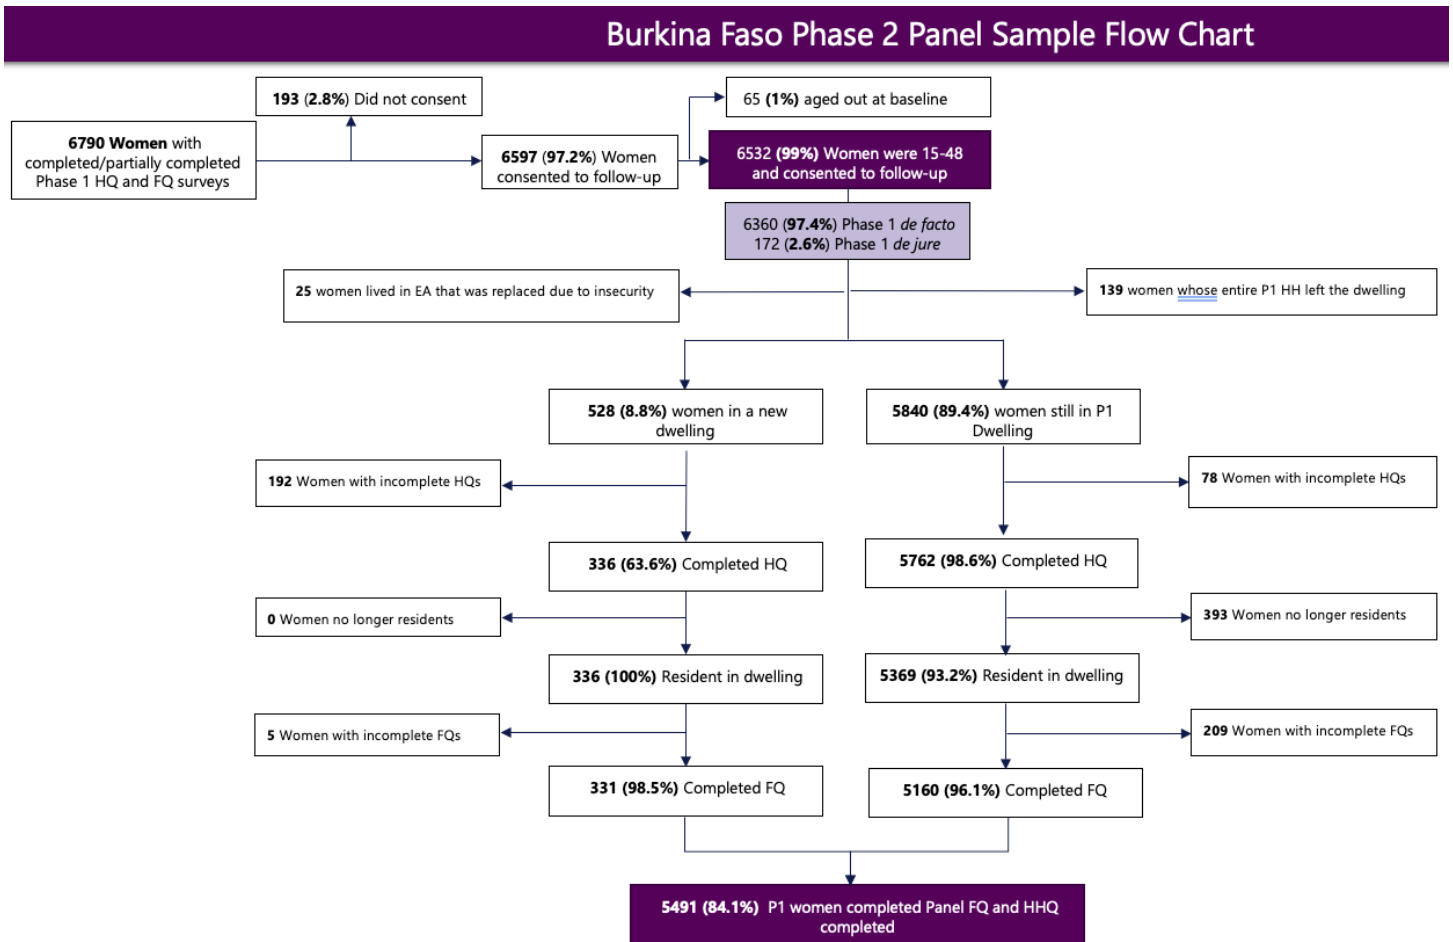 Burkina Faso Phase 2 Panel Sample Flow Chart
193 (2.8%) Did not consent
65 (1%) aged out at baseline
6790 Women with
completed/partially completed
Phase 1 HQ and FQ surveys
6597 (97.2%) Women
consented to follow-up
6532 (99%) Women were 15-48
and consented to follow-up
6360 (97.4%) Phase 1 de facto
172 (2.6%) Phase 1 de jure
25 women lived in EA that was replaced due to insecurity
139 women whose entire P1 HH left the dwelling
528 (8.8%) women in a new
dwelling
5840 (89.4%) women still in P1
Dwelling
192 Women with incomplete HQs
78 Women with incomplete HQs
336 (63.6%) Completed HQ
5762 (98.6%) Completed HQ
0 Women no longer residents
393 Women no longer residents
336 (100%) Resident in dwelling
5369 (93.2%) Resident in dwelling
5 Women with incomplete FQs
209 Women with incomplete FQs
331 (98.5%) Completed FQ
5160 (96.1%) Completed FQ
5491 (84.1%) P1 women completed Panel FQ and HHQ
completed